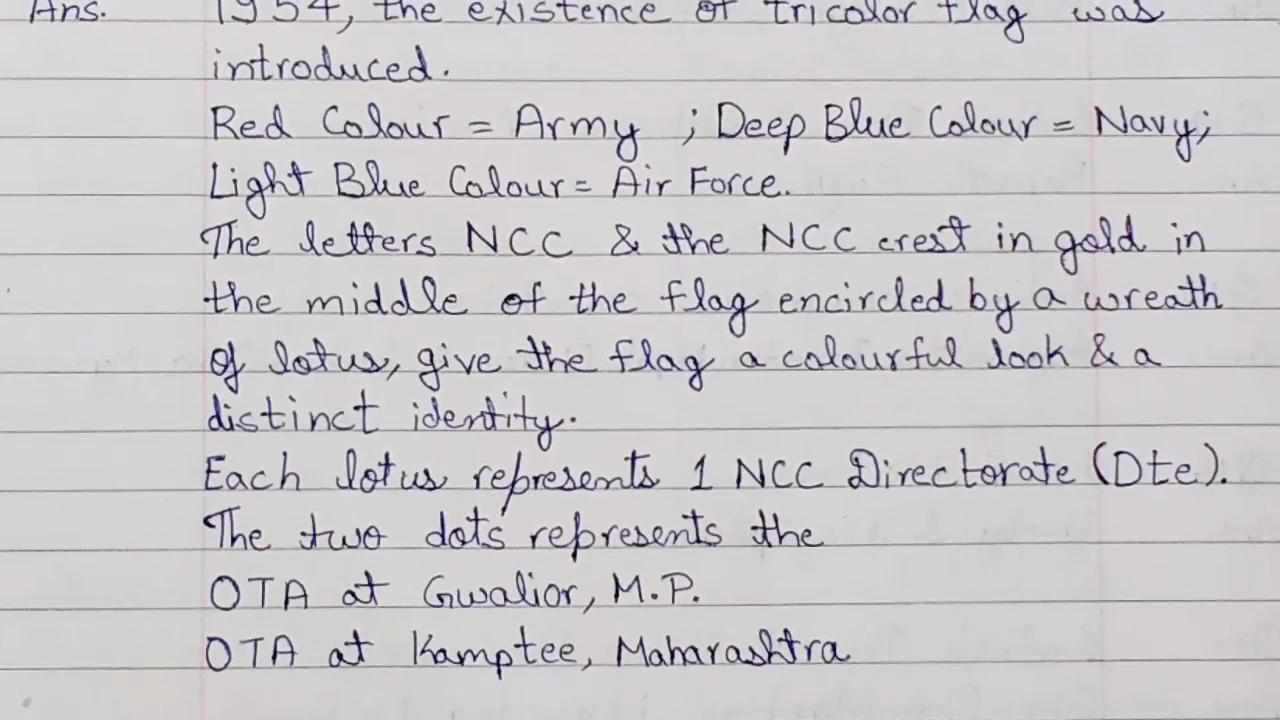 Ans. 1954, the existence of tricolor flag was
introduced.
Red Colour = Army ; Deep Blue Colour = Navy;
Light Blue Colour = Air Force.
The letters NCC & the NCC crest in gold in
the middle of the flag encircled by a wreath
of lotus, give the flag a colourful look & a
distinct identity.
Each lotus represents 1 NCC Directorate (Dte).
The two dots represents the
OTA at Gwalior, M.P.
OTA at Kamptee, Maharashtra